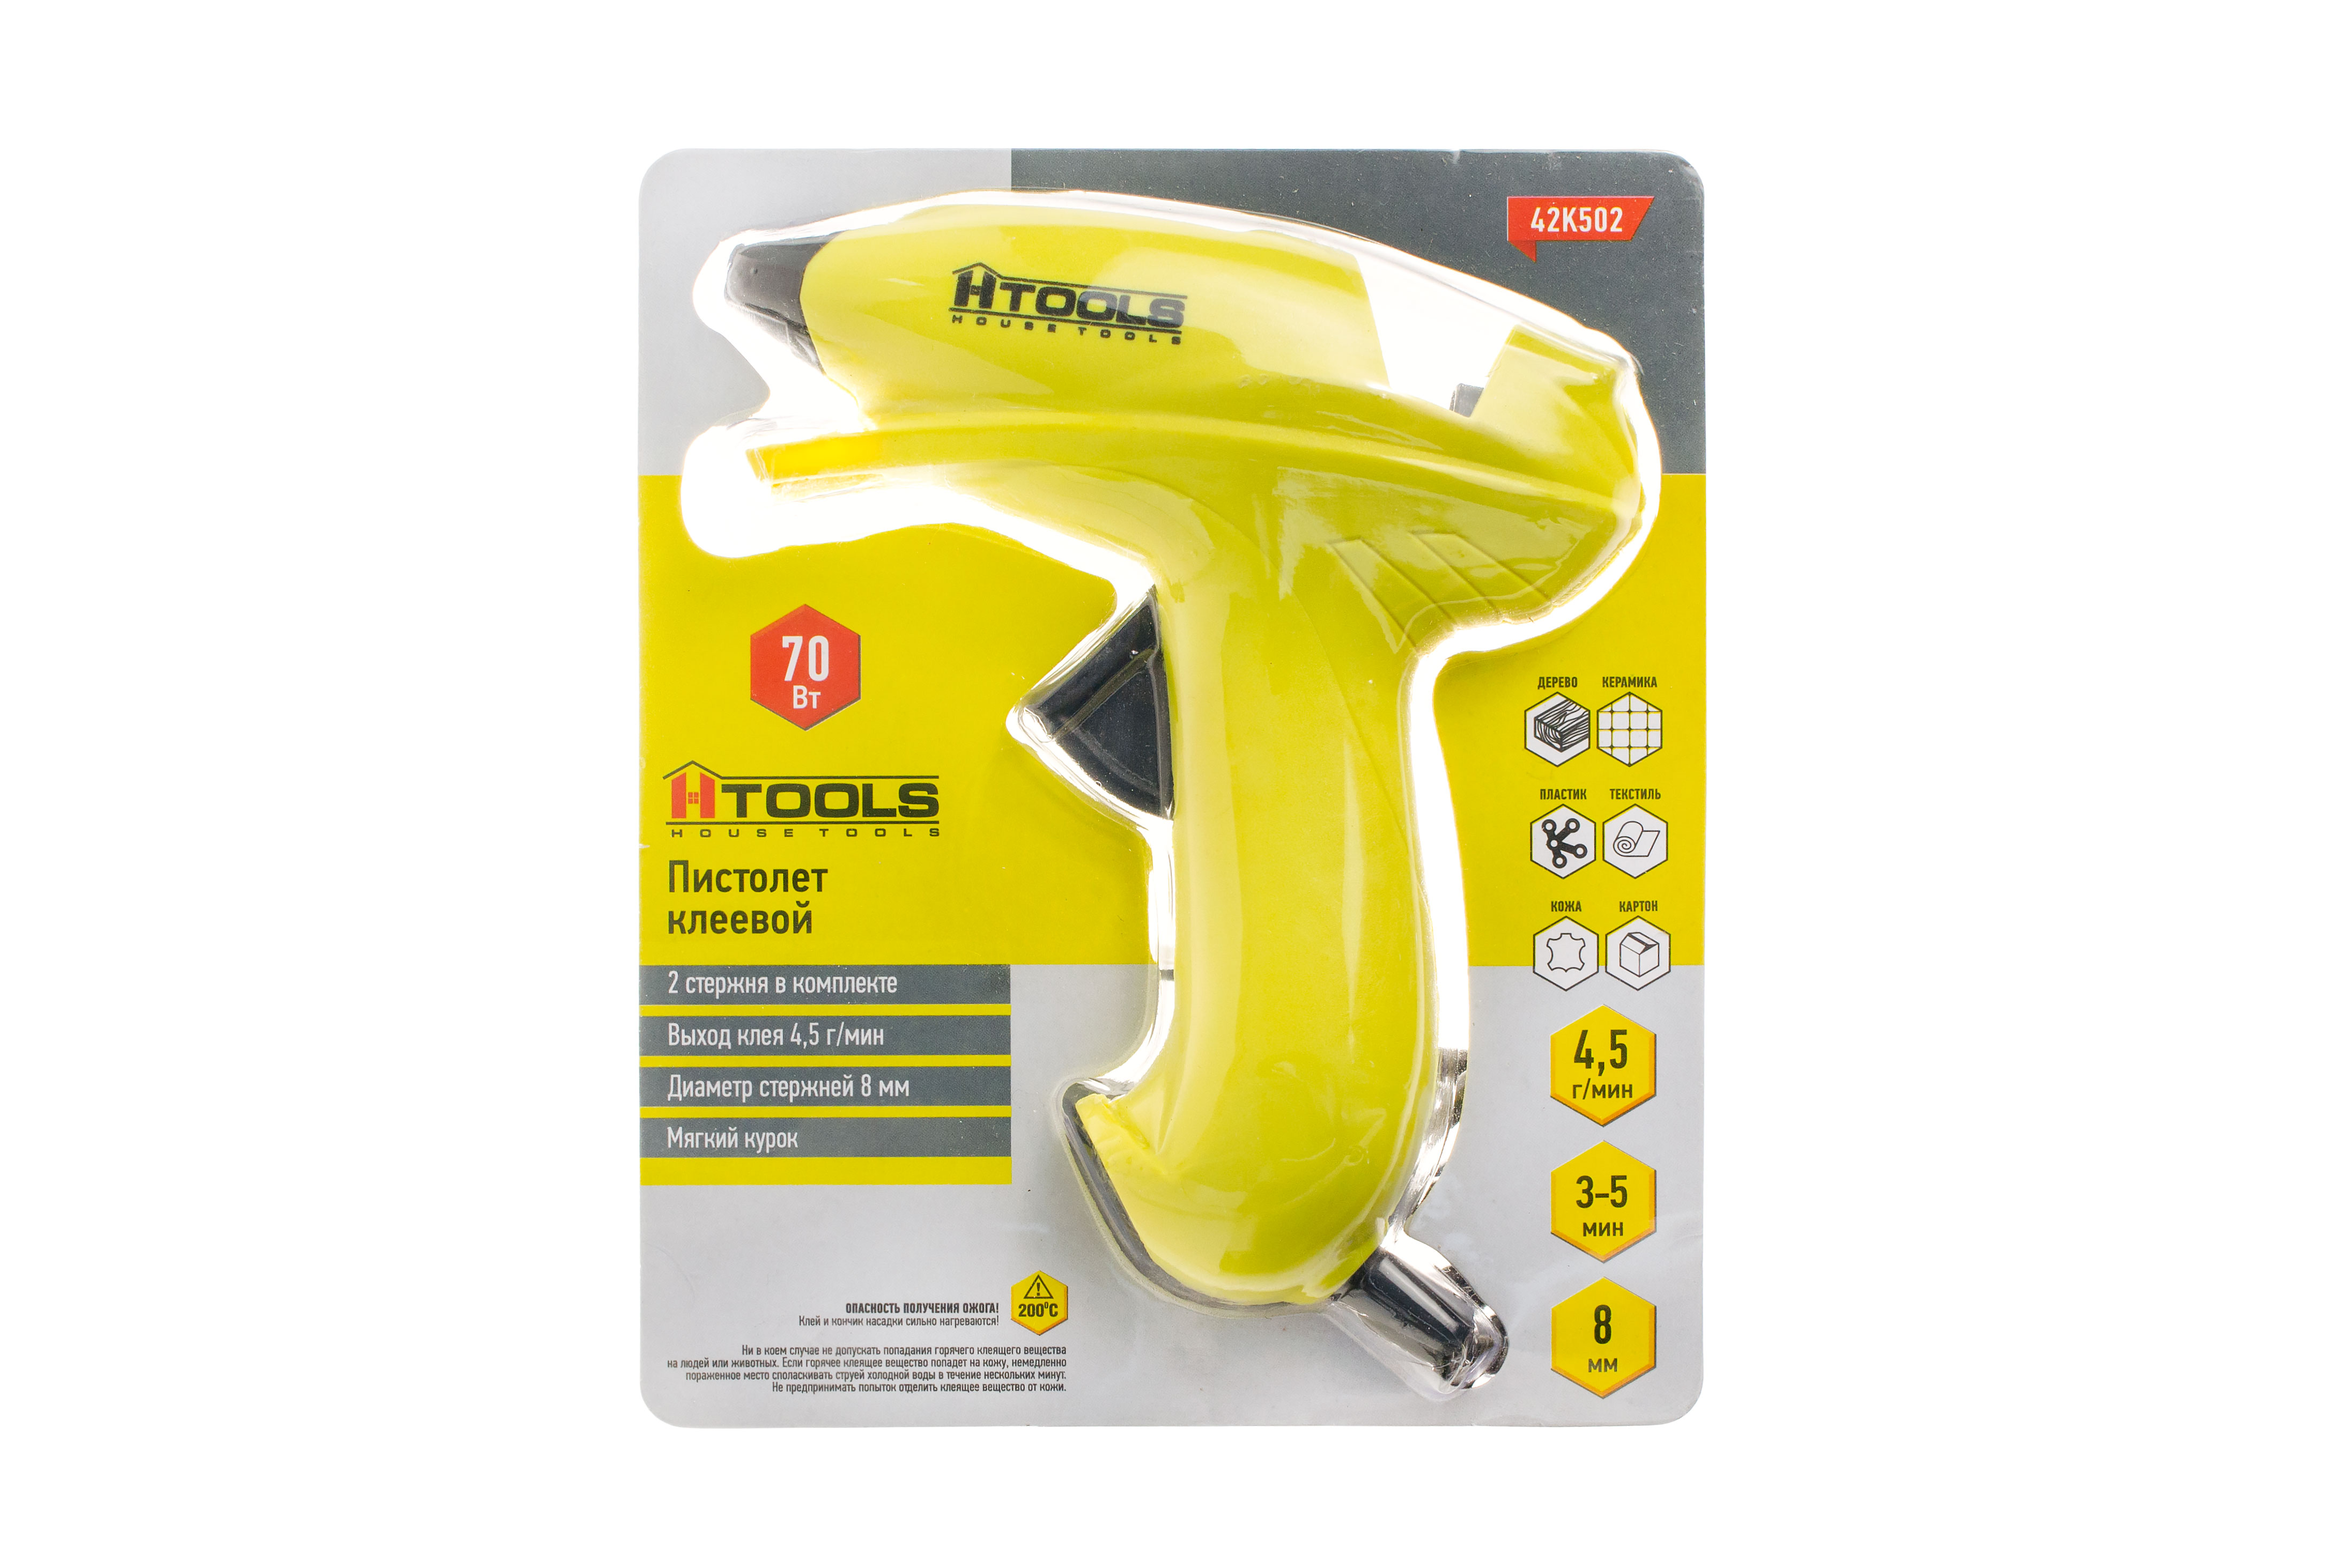 42K502
HTOOLS
HOUSE TOOLS
70
Вт
HTOOLS
HOUSE TOOLS
Пистолет
клеевой
2 стержня в комплекте
Выход клея 4,5 г/мин
Диаметр стержней 8 мм
Мягкий курок
ДЕРЕВО КЕРАМИКА
ПЛАСТИК ТЕКСТИЛЬ
КОЖА КАРТОН
4,5
г/мин
3-5
мин
8
мм
ОПАСНОСТЬ ПОЛУЧЕНИЯ ОЖОГА!
Клей и кончик насадки сильно нагреваются!
200°C
Ни в коем случае не допускать попадания горячего клеящего вещества
на людей или животных. Если горячее клеящее вещество попадет на кожу, немедленно
пораженное место споласкивать струей холодной воды в течение нескольких минут.
Не предпринимать попыток отделить клеящее вещество от кожи.